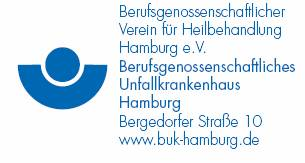 Berufsgenossenschaftlicher
Verein für Heilbehandlung
Hamburg e.V.
Berufsgenossenschaftliches
Unfallkrankenhaus
Hamburg
Bergedorfer Straße 10
www.buk-hamburg.de